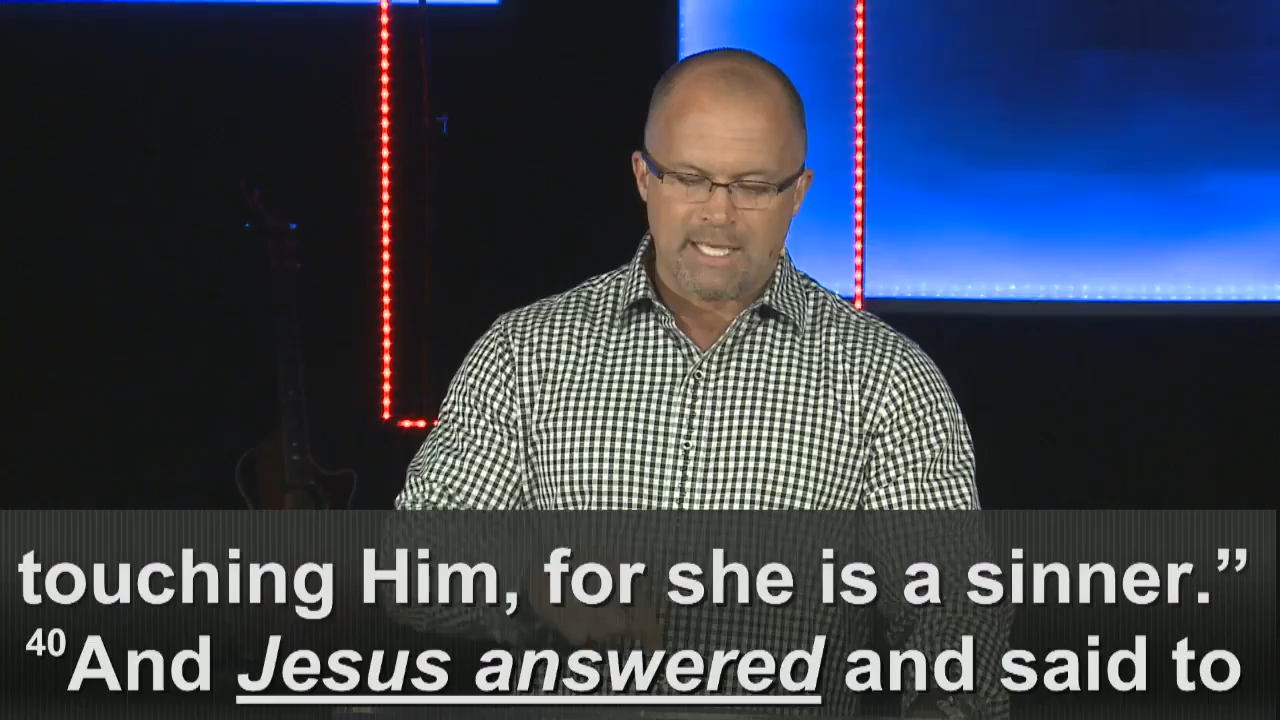 touching Him, for she is a sinner.”
40And Jesus answered and said to